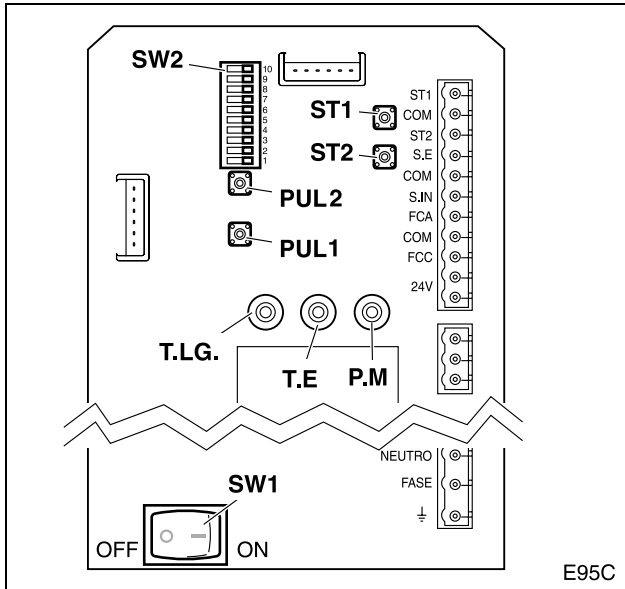 SW2
10
9
8
7
6
5
4
3
2
1
ST1
ST2
PUL2
PUL1
T.LG.
T.E
P.M
ST1
COM
ST2
S.E
COM
S.IN
FCA
COM
FCC
24V
NEUTRO
FASE
SW1
OFF
ON
E95C